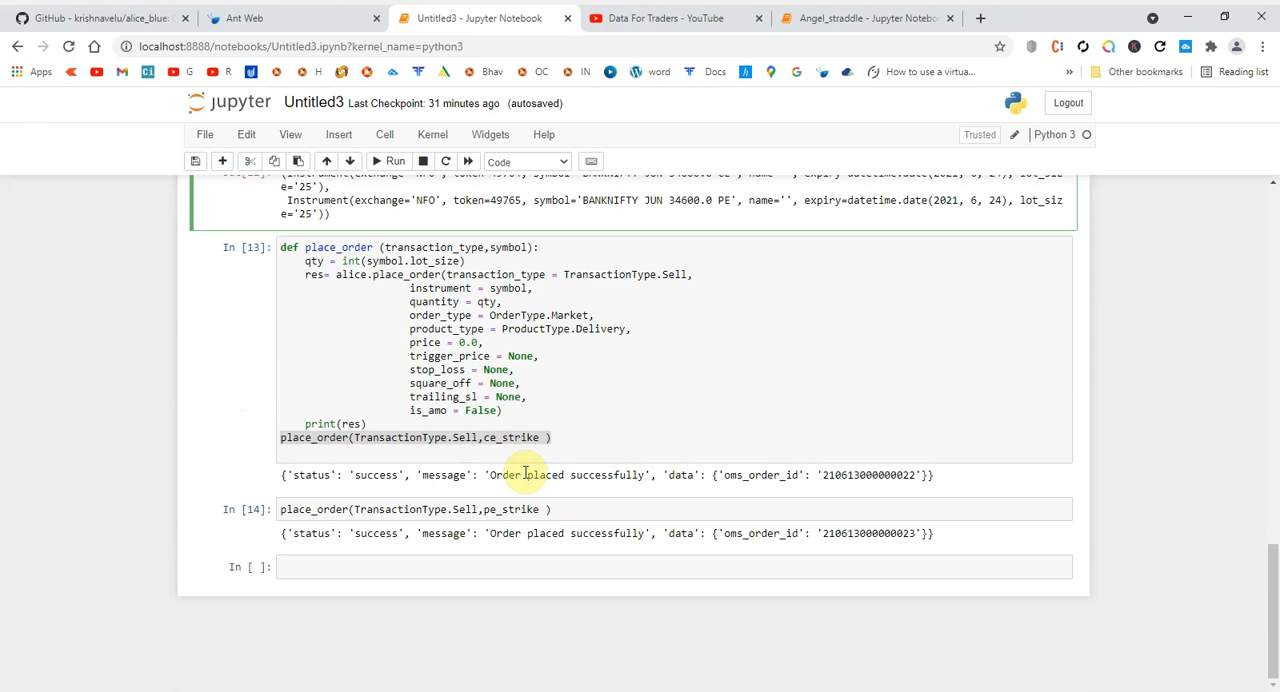 GitHub - krishnavelu/alice_blue: 
Ant Web
Untitled3 - Jupyter Notebook
Data For Traders - YouTube
Angel_straddle - Jupyter Notebo
localhost:8888/notebooks/Untitled3.ipynb?kernel_name=python3
Apps
G
R
H
Bhav
OC
IN
word
Docs
How to use a virtua...
»
Other bookmarks
Reading list
jupyter
Untitled3 Last Checkpoint: 31 minutes ago (autosaved)
Logout
File
Edit
View
Insert
Cell
Kernel
Widgets
Help
Trusted
Python 3
Run
Code
e='25'),
Instrument(exchange='NFO', token=49765, symbol='BANKNIFTY JUN 34600.0 PE', name='', expiry=datetime.date(2021, 6, 24), lot_siz
e='25'))
In [13]:
def place_order (transaction_type,symbol):
qty = int(symbol.lot_size)
res= alice.place_order(transaction_type = TransactionType.Sell,
instrument = symbol,
quantity = qty,
order_type = OrderType.Market,
product_type = ProductType.Delivery,
price = 0.0,
trigger_price = None,
stop_loss = None,
square_off = None,
trailing_sl = None,
is_amo = False)
print(res)
place_order(TransactionType.Sell,ce_strike )
{'status': 'success', 'message': 'Order placed successfully', 'data': {'oms_order_id': '210613000000022'}}
In [14]:
place_order(TransactionType.Sell,pe_strike )
{'status': 'success', 'message': 'Order placed successfully', 'data': {'oms_order_id': '210613000000023'}}
In [ ]: